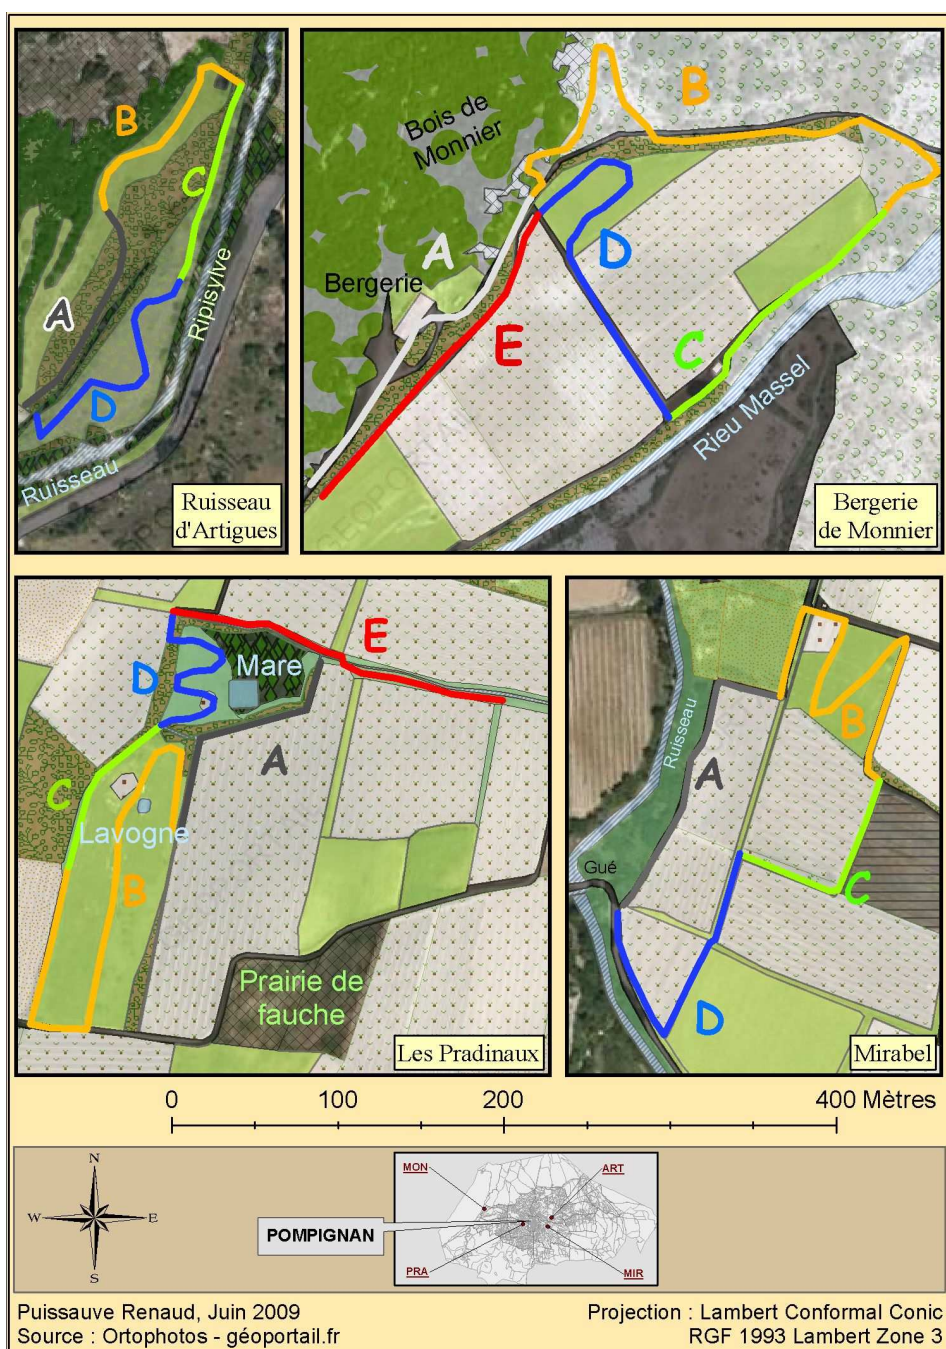 B
C
A
D
Ripisylve
Ruisseau
Ruisseau
d'Artigues
B
Bois de
Monnier
A
D
Bergerie
E
C
Rieu Massel
Bergerie
de Monnier
E
Mare
D
A
C
Lavogne
B
Prairie de
fauche
Les Pradinaux
Ruisseau
B
A
Gué
C
D
Mirabel
0 100 200 400 Mètres
N
W E
S
MON
ART
POMPIGNAN
PRA
MIR
Puissauve Renaud, Juin 2009
Source : Ortophotos - géoportail.fr
Projection : Lambert Conformal Conic
RGF 1993 Lambert Zone 3